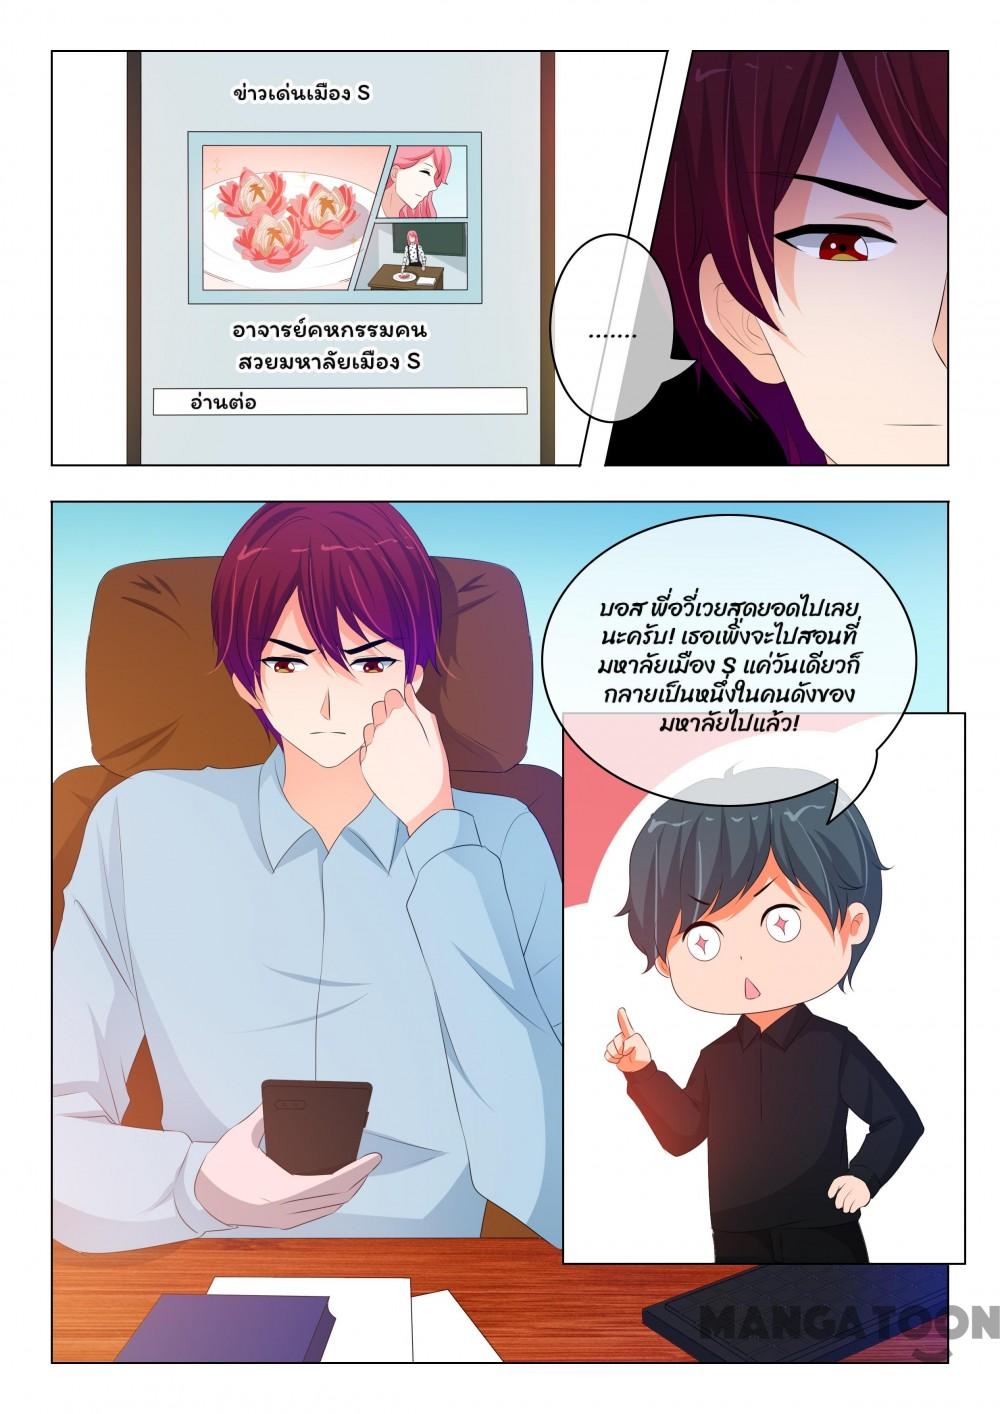 ข่าวเด่นเมือง S
อาจารย์คหกรรมคน
สวยมหาลัยเมือง S
อ่านต่อ
.......
บอส พี่อวี่เวยสุดยอดไปเลย
นะครับ! เธอเพิ่งจะไปสอนที่
มหาลัยเมือง S แค่วันเดียวก็
กลายเป็นหนึ่งในคนดังของ
มหาลัยไปแล้ว!
MANGATOON